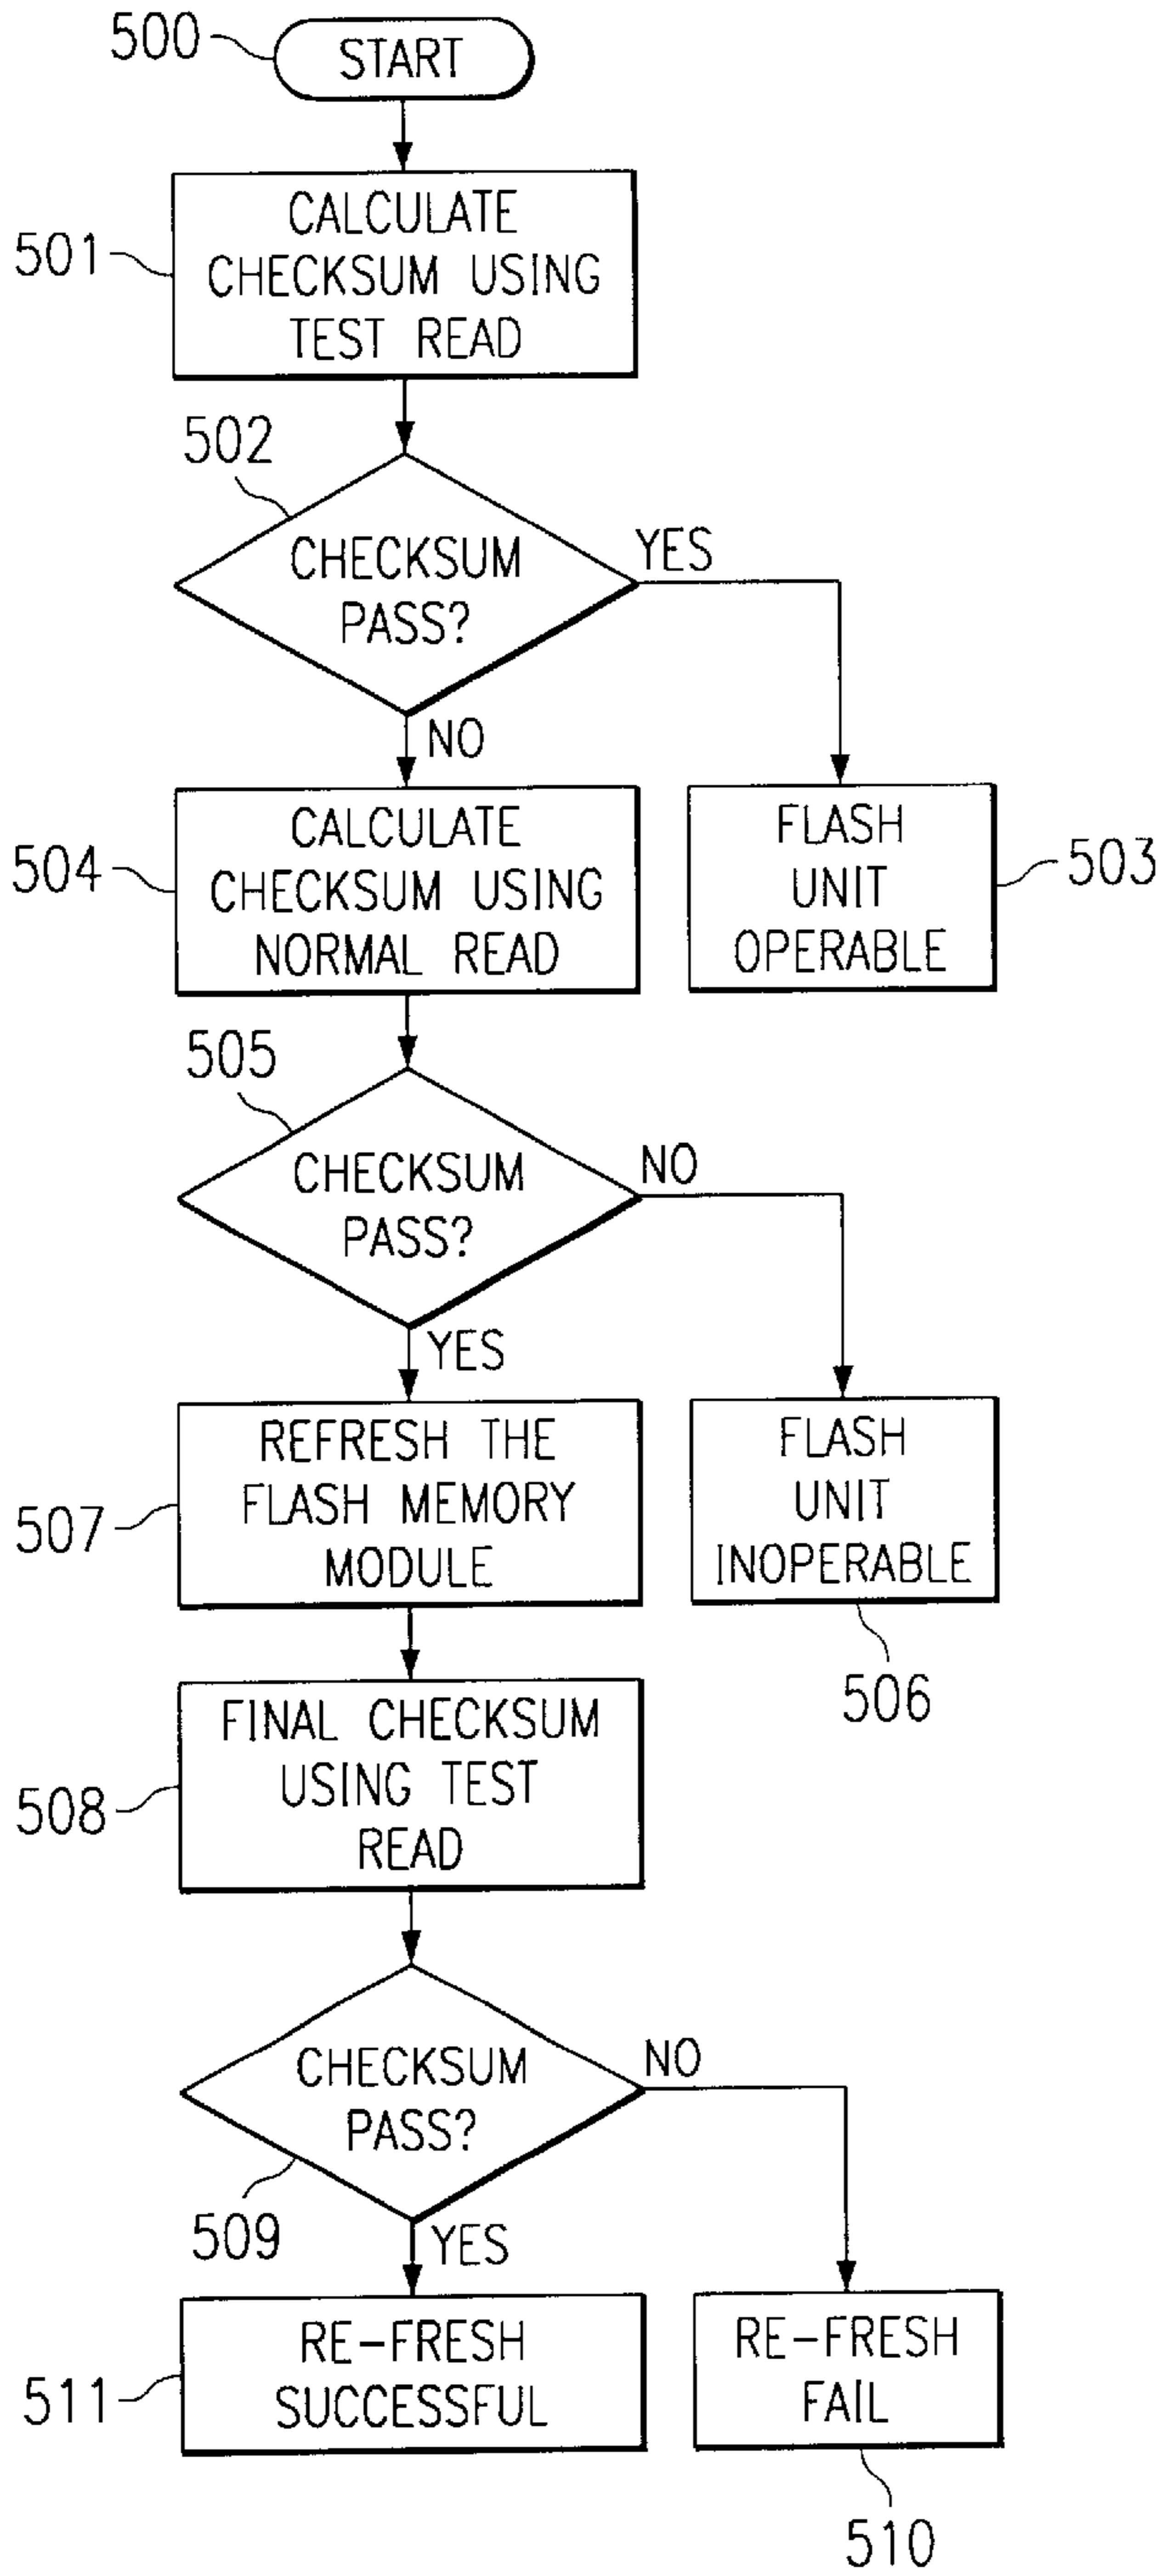 500
START
501
CALCULATE
CHECKSUM USING
TEST READ
502
CHECKSUM
PASS?
YES
NO
504
CALCULATE
CHECKSUM USING
NORMAL READ
FLASH
UNIT
OPERABLE
503
505
CHECKSUM
PASS?
NO
YES
507
REFRESH THE
FLASH MEMORY
MODULE
FLASH
UNIT
INOPERABLE
506
508
FINAL CHECKSUM
USING TEST
READ
CHECKSUM
PASS?
NO
509
YES
511
RE-FRESH
SUCCESSFUL
RE-FRESH
FAIL
510